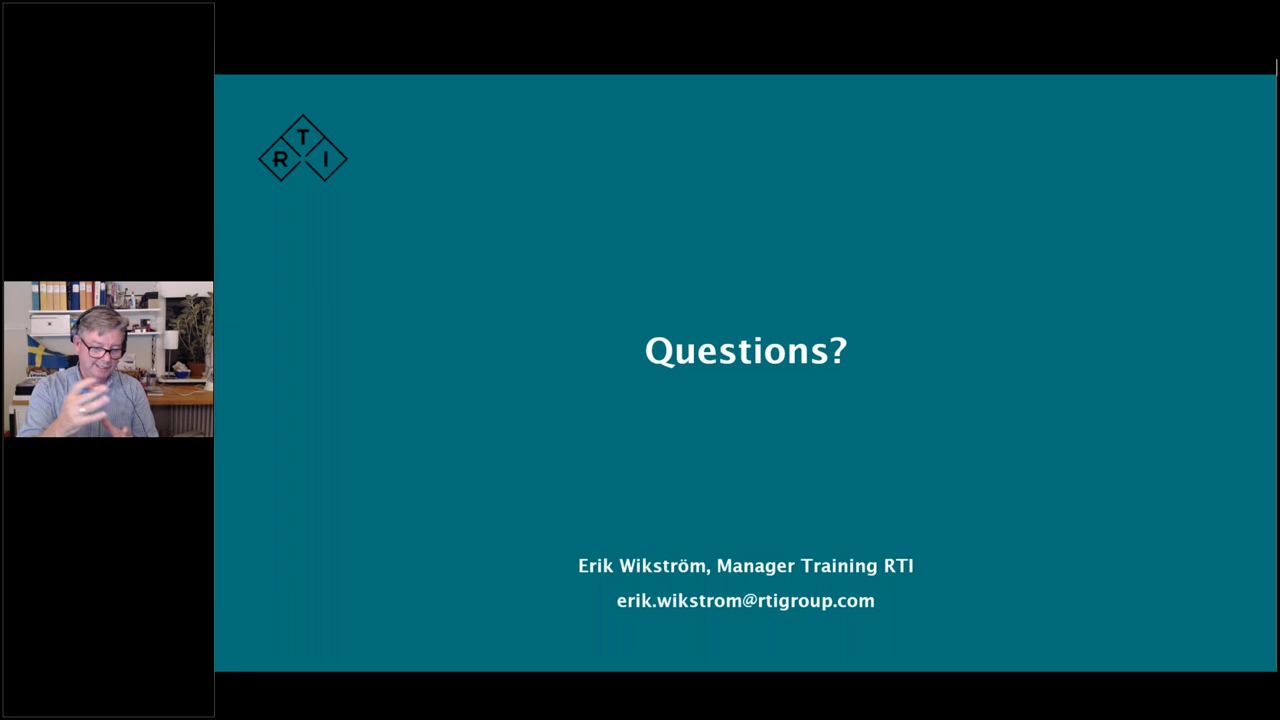 T
R I
Questions?
Erik Wikström, Manager Training RTI
erik.wikstrom@rtigroup.com